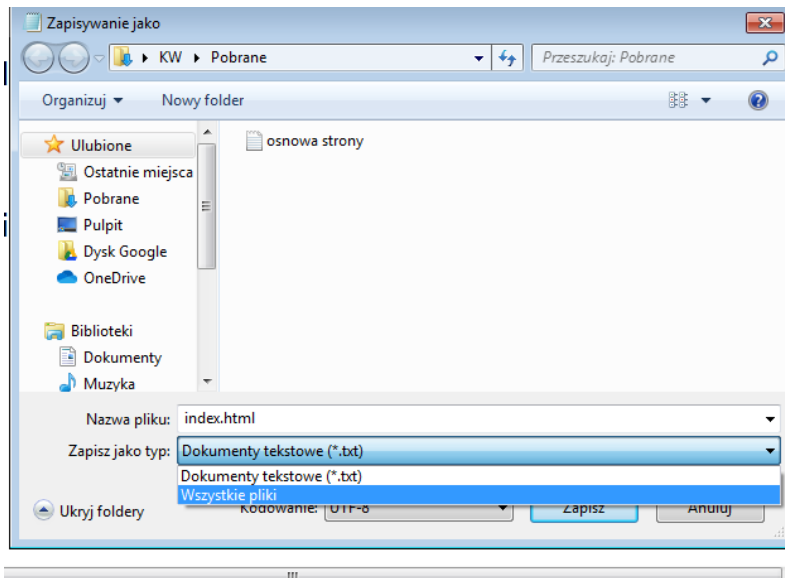 Zapisywanie jako
KW Pobrane
Przeszukaj: Pobrane
Organizuj
Nowy folder
Ulubione
Ostatnie miejsca
Pobrane
Pulpit
Dysk Google
OneDrive
Biblioteki
Dokumenty
Muzyka
osnowa strony
Nazwa pliku: index.html
Zapisz jako typ: Dokumenty tekstowe (*.txt)
Dokumenty tekstowe (*.txt)
Wszystkie pliki
Ukryj foldery
Kodowanie: UTF-8
Zapisz
Anuluj